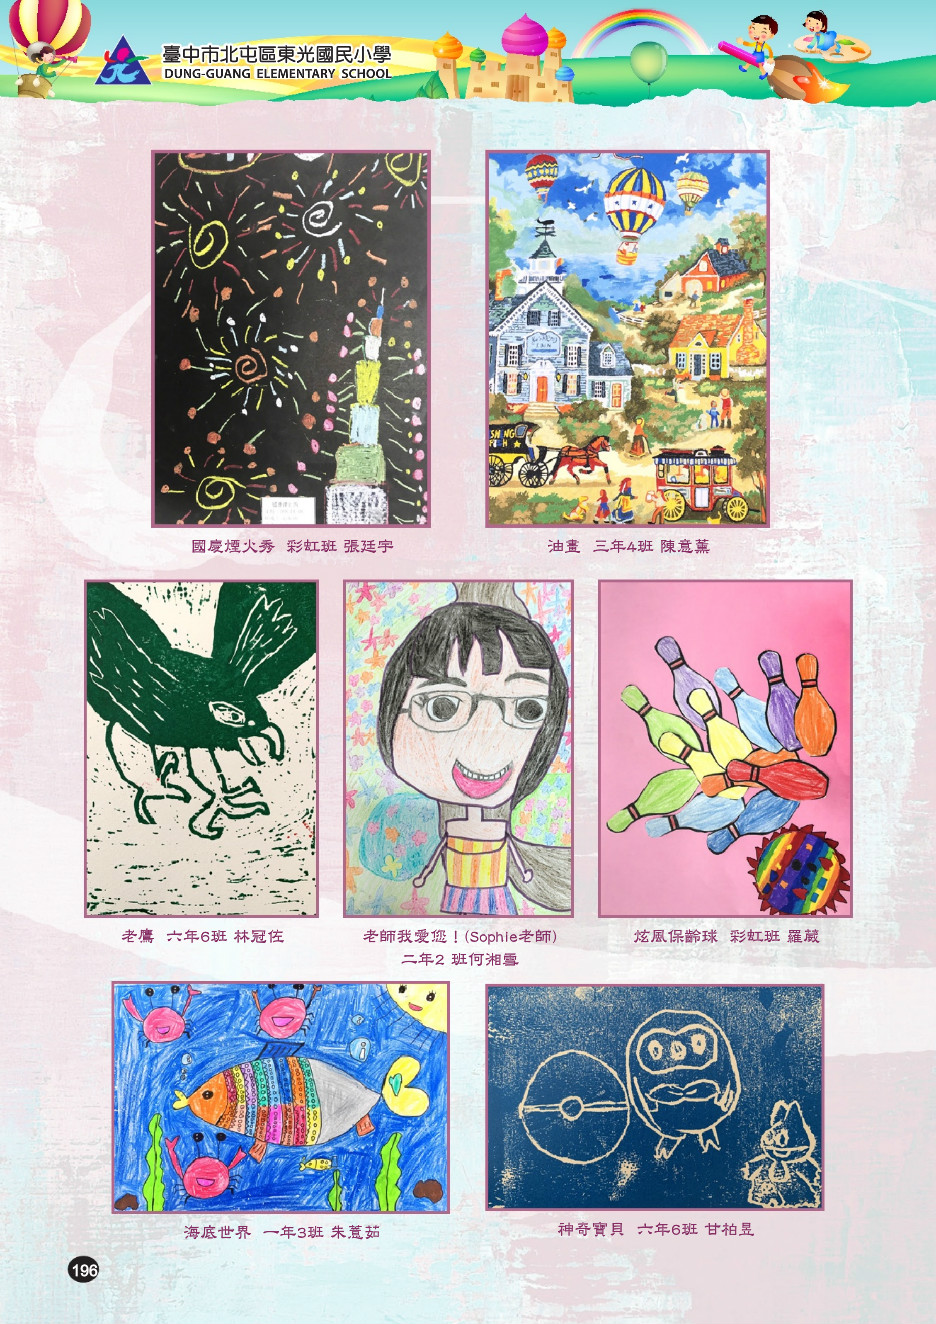 臺中市北屯區東光國民小學
DUNG-GUANG ELEMENTARY SCHOOL
國慶煙火秀 彩虹班 張廷宇
油畫 三年4班 陳意薰
老鷹 六年6班 林冠佐
老師我愛您！(Sophie老師)
二年2 班何湘雪
炫風保齡球 彩虹班 羅葳
海底世界 一年3班 朱薏茹
神奇寶貝 六年6班 甘柏昱
196